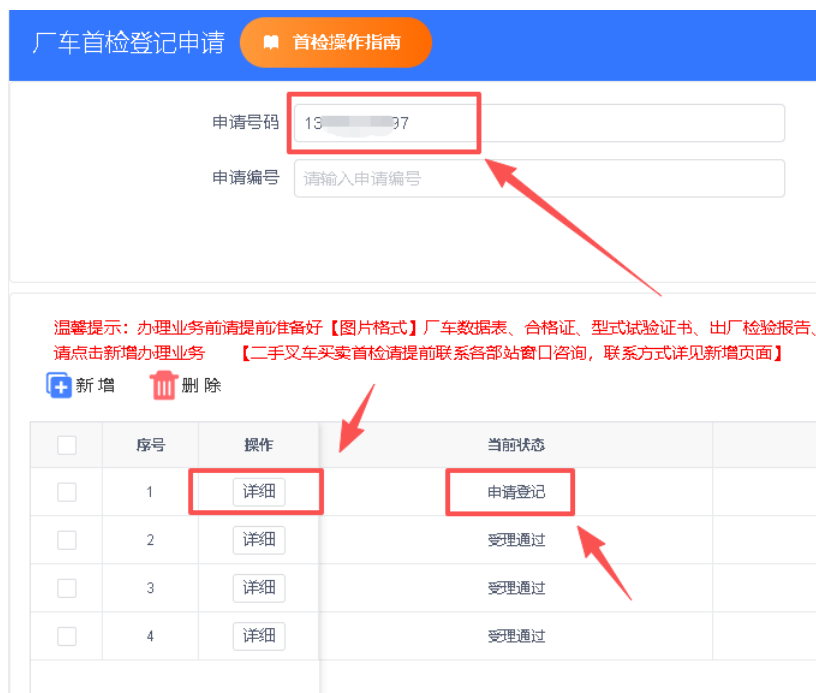 厂车首检登记申请 首检操作指南
申请号码 13 97
申请编号 请输入申请编号
温馨提示：办理业务前请提前准备好【图片格式】厂车数据表、合格证、型式试验证书、出厂检验报告、
请点击新增办理业务 【二手叉车买卖首检请提前联系各部站窗口咨询，联系方式详见新增页面】
新增 删除
序号 操作 当前状态
1 详细 申请登记
2 详细 受理通过
3 详细 受理通过
4 详细 受理通过